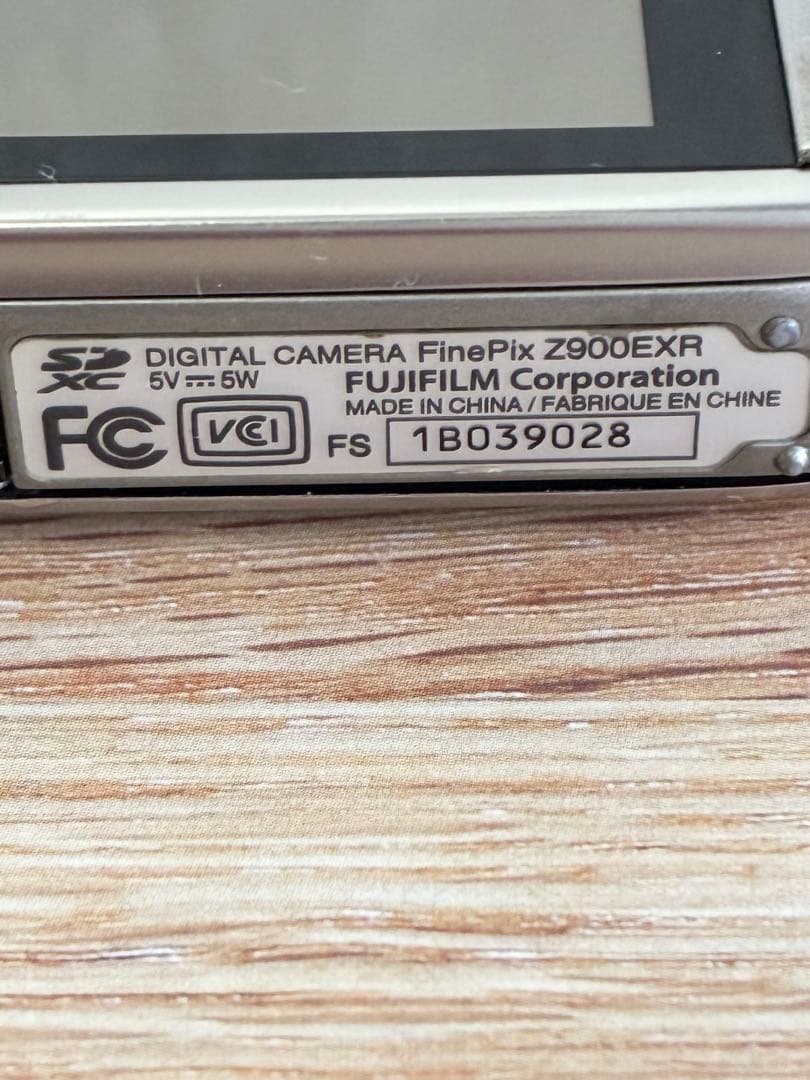 SD XC
DIGITAL CAMERA FinePix Z900EXR
5V⎓5W FUJIFILM Corporation
MADE IN CHINA / FABRIQUE EN CHINE
FC VCI FS 1B039028